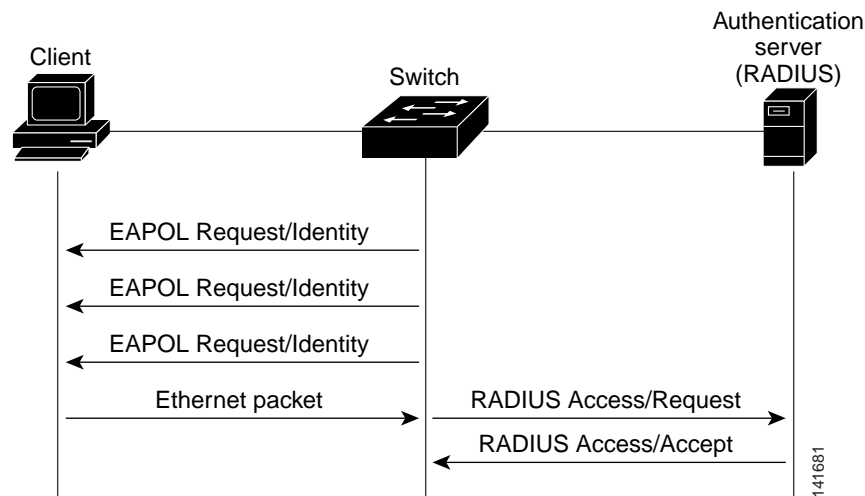 Client
Switch
Authentication
server
(RADIUS)
EAPOL Request/Identity
EAPOL Request/Identity
EAPOL Request/Identity
Ethernet packet
RADIUS Access/Request
RADIUS Access/Accept
141681